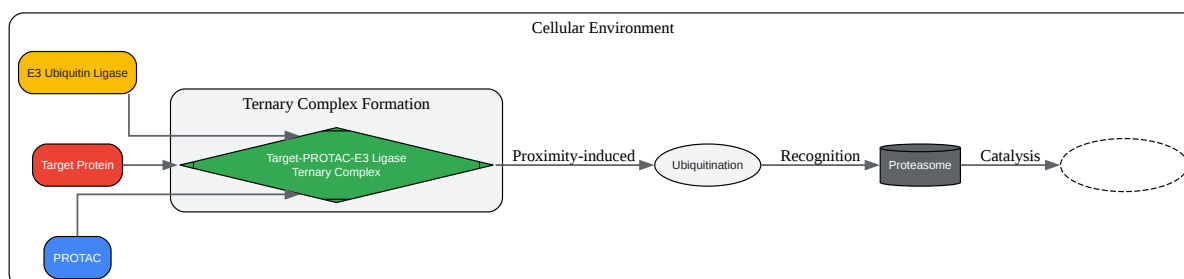 Cellular Environment
E3 Ubiquitin Ligase
Ternary Complex Formation
Target Protein
Target-PROTAC-E3 Ligase
Ternary Complex
Proximity-induced
Ubiquitination
Recognition
Proteasome
Catalysis
PROTAC